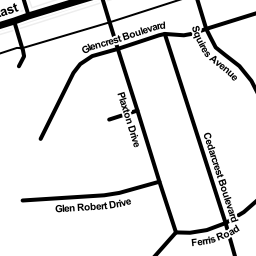 ast
Glencrest Boulevard
Squires Avenue
Plaxton Drive
Cedarcrest Boulevard
Glen Robert Drive
Ferris Road